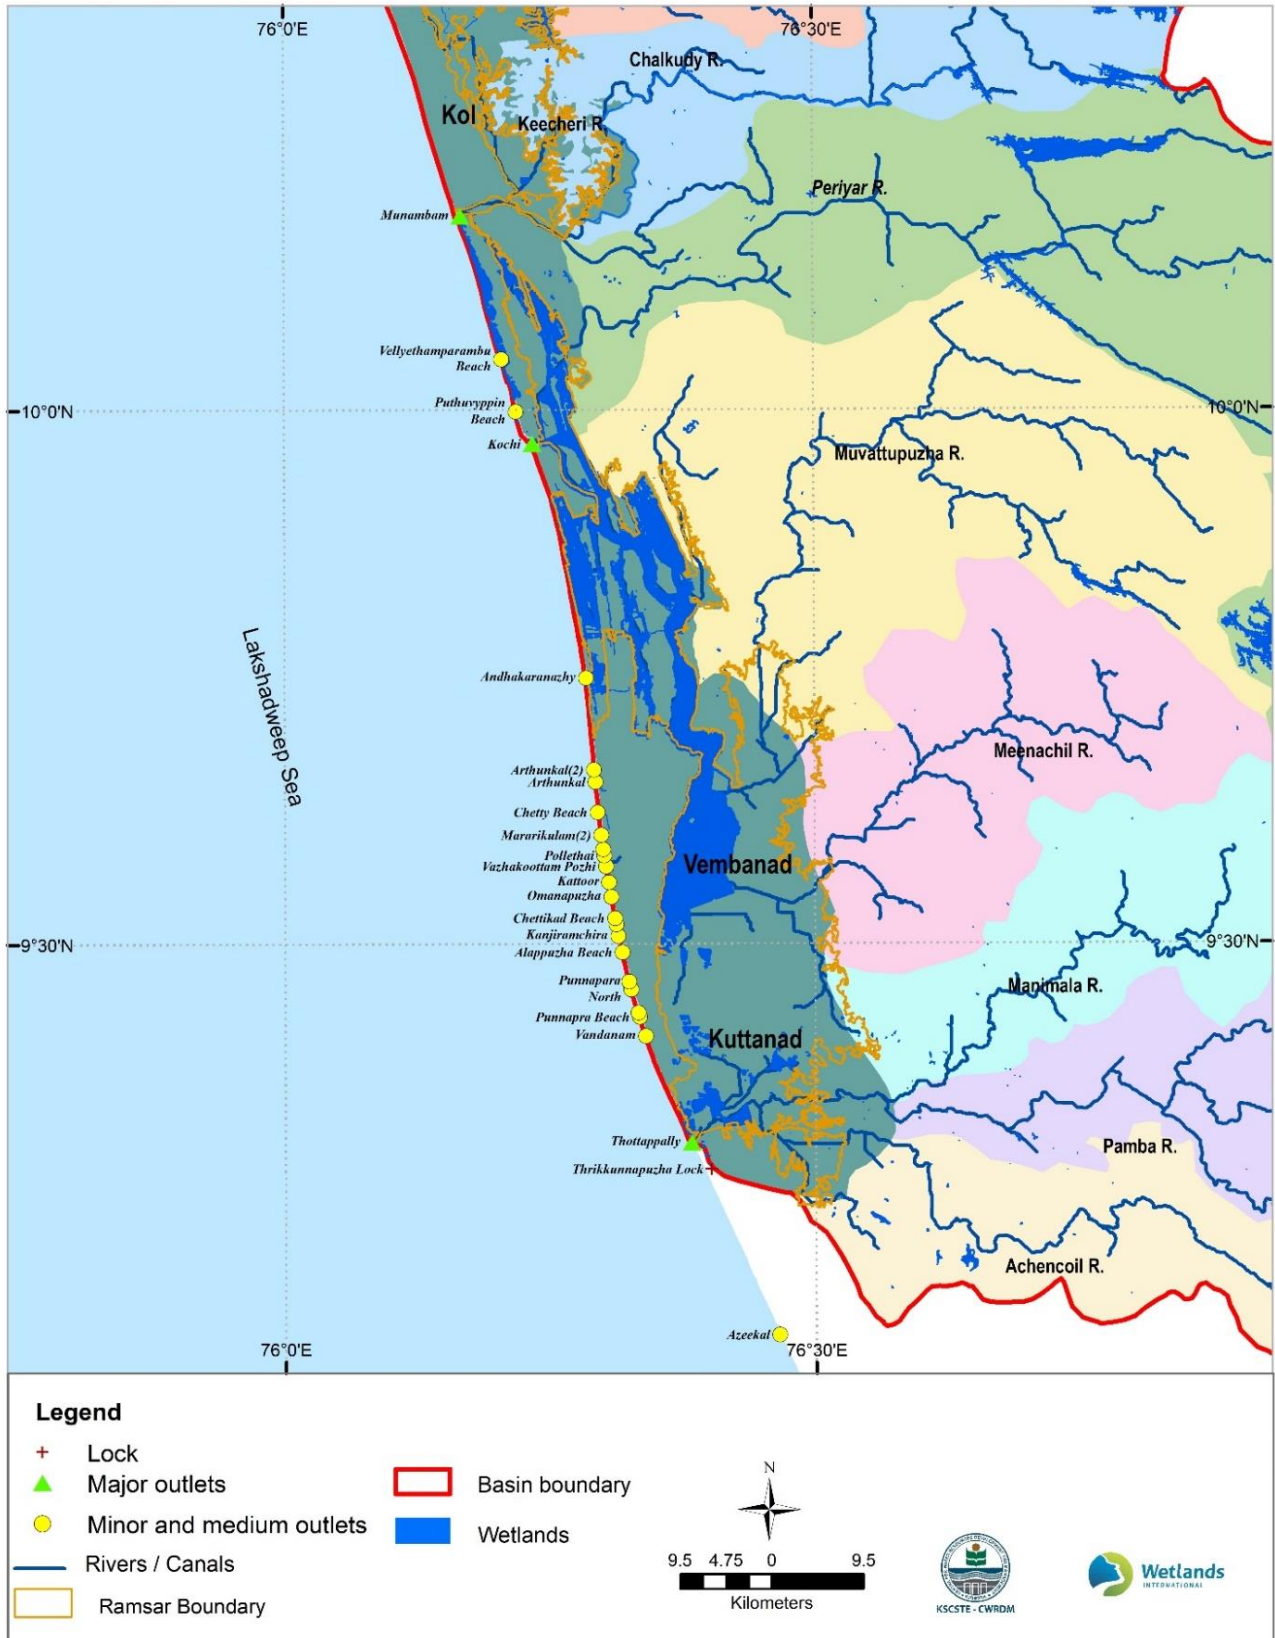 76°0'E
76°30'E
Chalkudy R.
Kol
Keecheri R.
Periyar R.
Munambam
Vellyethamparambu
Beach
Puthuvyppin
Beach
10°0'N
10°0'N
Kochi
Muvattupuzha R.
Lakshadweep Sea
Andhakaranazhy
Meenachil R.
Arthunkal(2)
Arthunkal
Chetty Beach
Mararikulam(2)
Pollethai
Vazhakoottam Pozhi
Vembanad
Kattoor
Omanapuzha
Chettikad Beach
Kanjiramchira
9°30'N
9°30'N
Alappuzha Beach
Punnapara
North
Manimala R.
Punnapra Beach
Vandanam
Kuttanad
Thottappally
Pamba R.
Thrikkunnapuzha Lock
Achencoil R.
Azeekal
76°0'E
76°30'E
Legend
Lock
Major outlets
Minor and medium outlets
Rivers / Canals
Ramsar Boundary
Basin boundary
Wetlands
N
9.5 4.75 0 9.5
Kilometers
KSCSTE - CWRDM
Wetlands
INTERNATIONAL